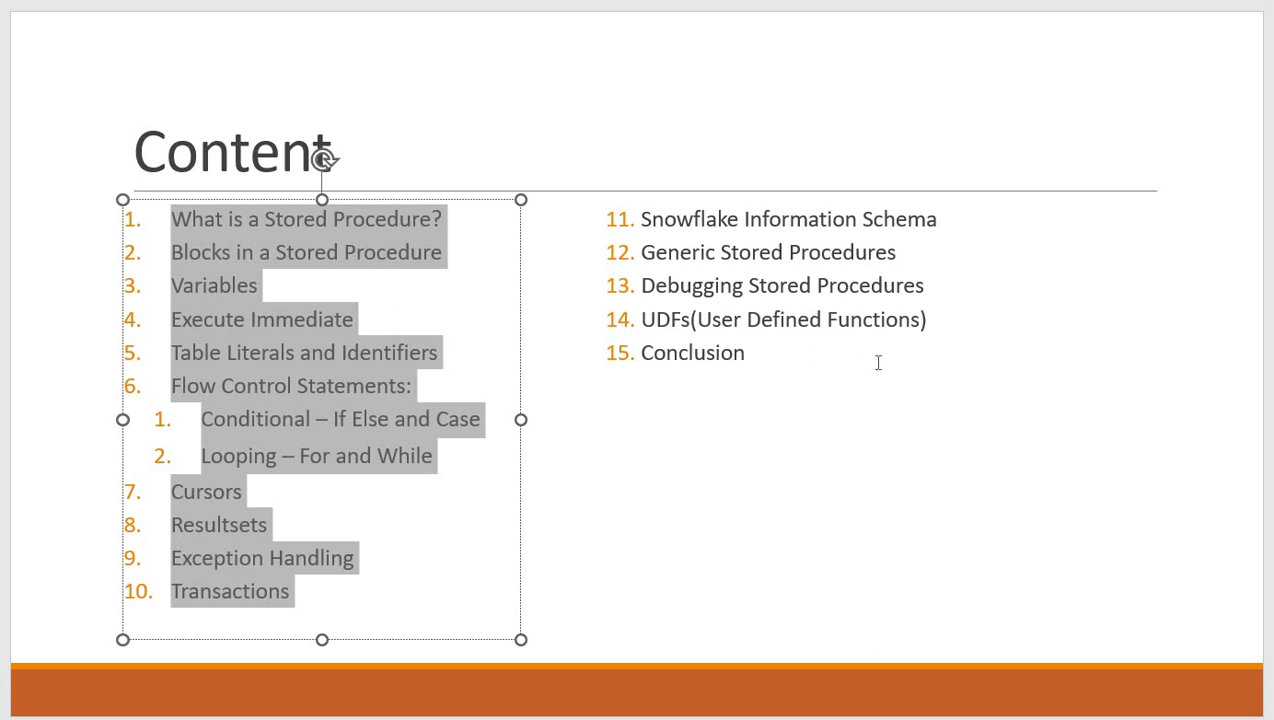 Content
1. What is a Stored Procedure?
2. Blocks in a Stored Procedure
3. Variables
4. Execute Immediate
5. Table Literals and Identifiers
6. Flow Control Statements:
1. Conditional – If Else and Case
2. Looping – For and While
7. Cursors
8. Resultsets
9. Exception Handling
10. Transactions
11. Snowflake Information Schema
12. Generic Stored Procedures
13. Debugging Stored Procedures
14. UDFs(User Defined Functions)
15. Conclusion